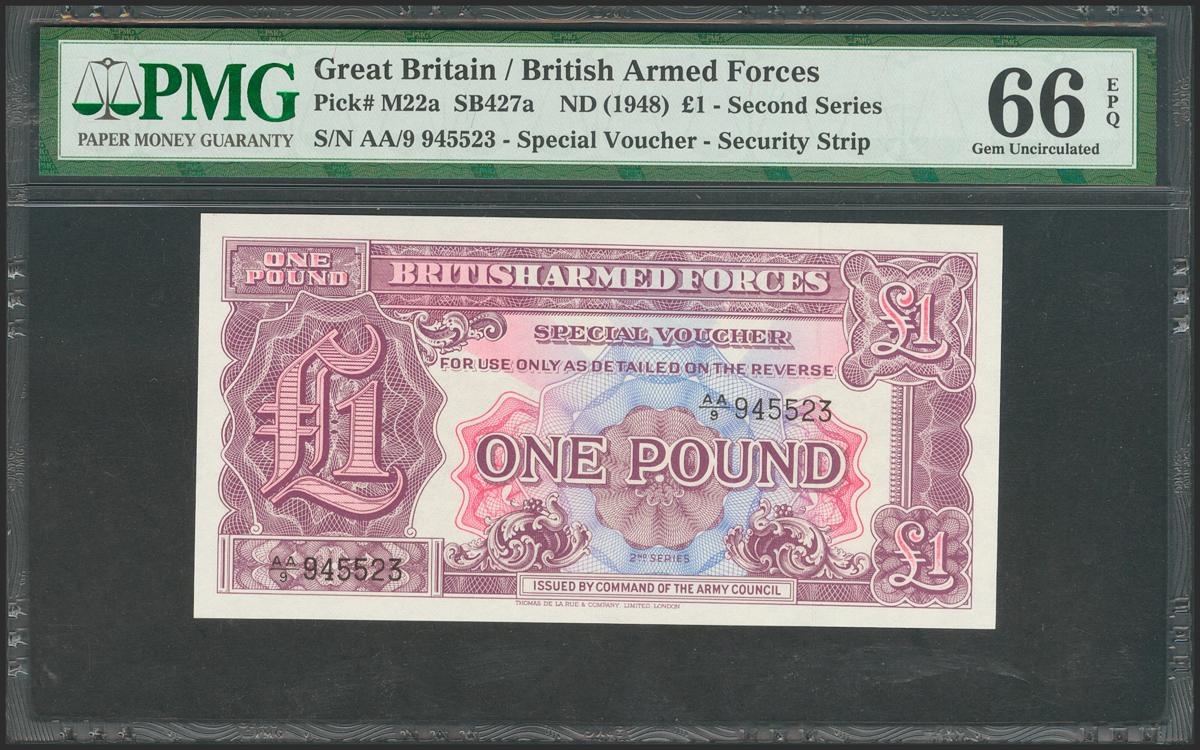 PMG
PAPER MONEY GUARANTY
Great Britain / British Armed Forces
Pick# M22a SB427a ND (1948) £1 - Second Series
S/N AA/9 945523 - Special Voucher - Security Strip
66
EPQ
Gem Uncirculated
ONE
POUND
BRITISH ARMED FORCES
£1
SPECIAL VOUCHER
FOR USE ONLY AS DETAILED ON THE REVERSE
AA/9 945523
£1
ONE POUND
2ND SERIES
£1
AA/9 945523
ISSUED BY COMMAND OF THE ARMY COUNCIL
THOMAS DE LA RUE & COMPANY, LIMITED, LONDON